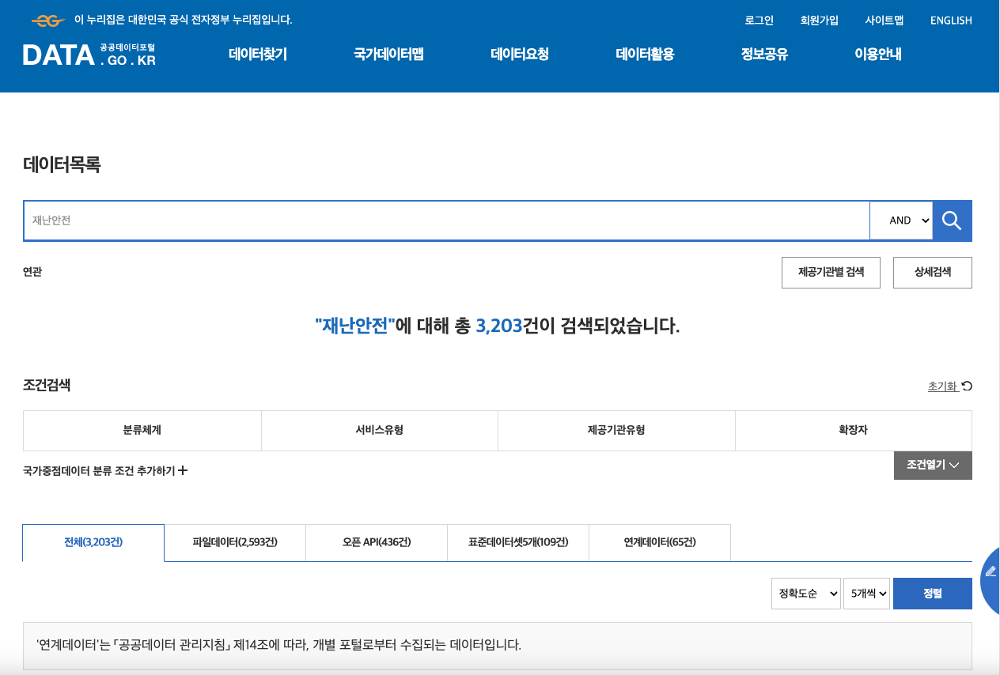 이 누리집은 대한민국 공식 전자정부 누리집입니다.
로그인 회원가입 사이트맵 ENGLISH
DATA 공공데이터포털 . GO . KR
데이터찾기 국가데이터맵 데이터요청 데이터활용 정보공유 이용안내
데이터목록
재난안전 AND
연관 제공기관별 검색 상세검색
"재난안전"에 대해 총 3,203건이 검색되었습니다.
조건검색 초기화
분류체계 서비스유형 제공기관유형 확장자
국가중점데이터 분류 조건 추가하기 조건열기
전체(3,203건) 파일데이터(2,593건) 오픈 API(436건) 표준데이터셋5개(109건) 연계데이터(65건)
정확도순 5개씩 정렬
'연계데이터'는 「공공데이터 관리지침」 제14조에 따라, 개별 포털로부터 수집되는 데이터입니다.